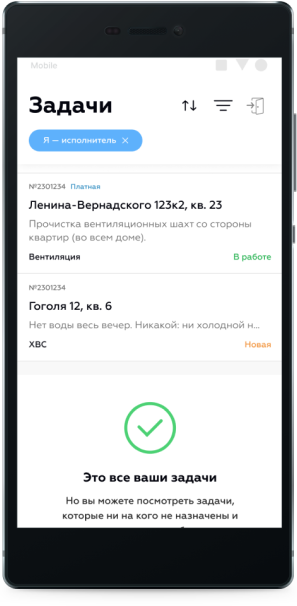 Mobile
Задачи
Я — исполнитель ×
№2301234 Платная
Ленина-Вернадского 123к2, кв. 23
Прочистка вентиляционных шахт со стороны
квартир (во всем доме).
Вентиляция В работе
№2301234
Гоголя 12, кв. 6
Нет воды весь вечер. Никакой: ни холодной н...
ХВС Новая
Это все ваши задачи
Но вы можете посмотреть задачи,
которые ни на кого не назначены и